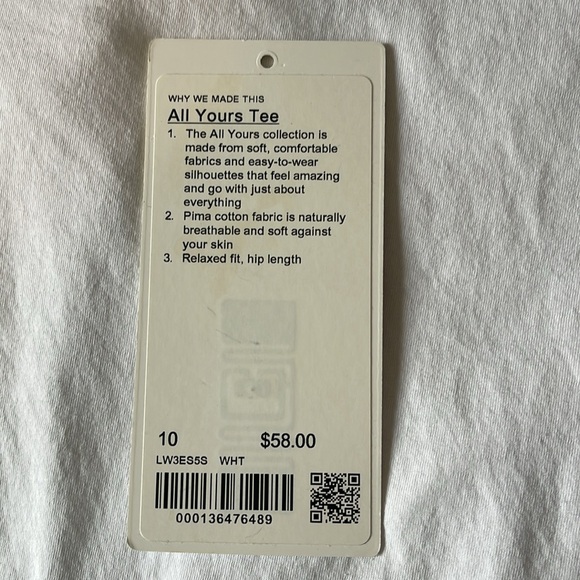 WHY WE MADE THIS
All Yours Tee
1. The All Yours collection is
made from soft, comfortable
fabrics and easy-to-wear
silhouettes that feel amazing
and go with just about
everything
2. Pima cotton fabric is naturally
breathable and soft against
your skin
3. Relaxed fit, hip length
10 $58.00
LW3ES5S WHT
000136476489